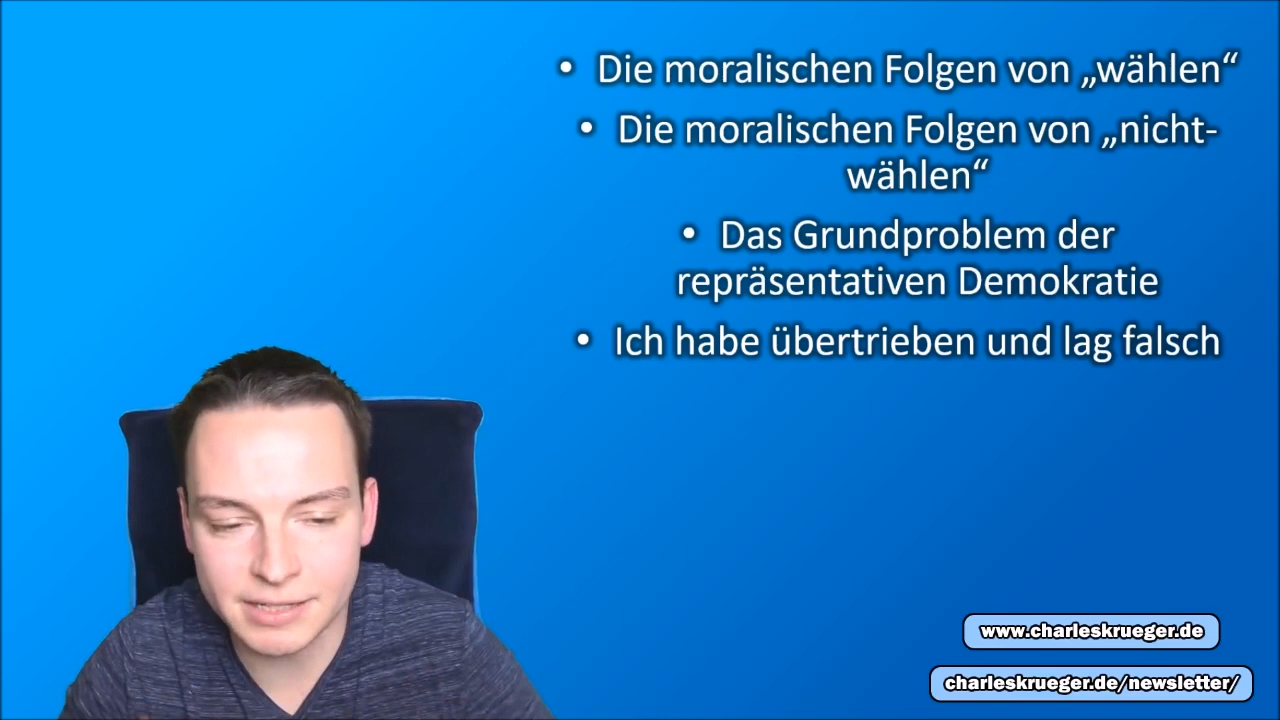 • Die moralischen Folgen von „wählen“
• Die moralischen Folgen von „nicht-
wählen“
• Das Grundproblem der
repräsentativen Demokratie
• Ich habe übertrieben und lag falsch
www.charleskrueger.de
charleskrueger.de/newsletter/